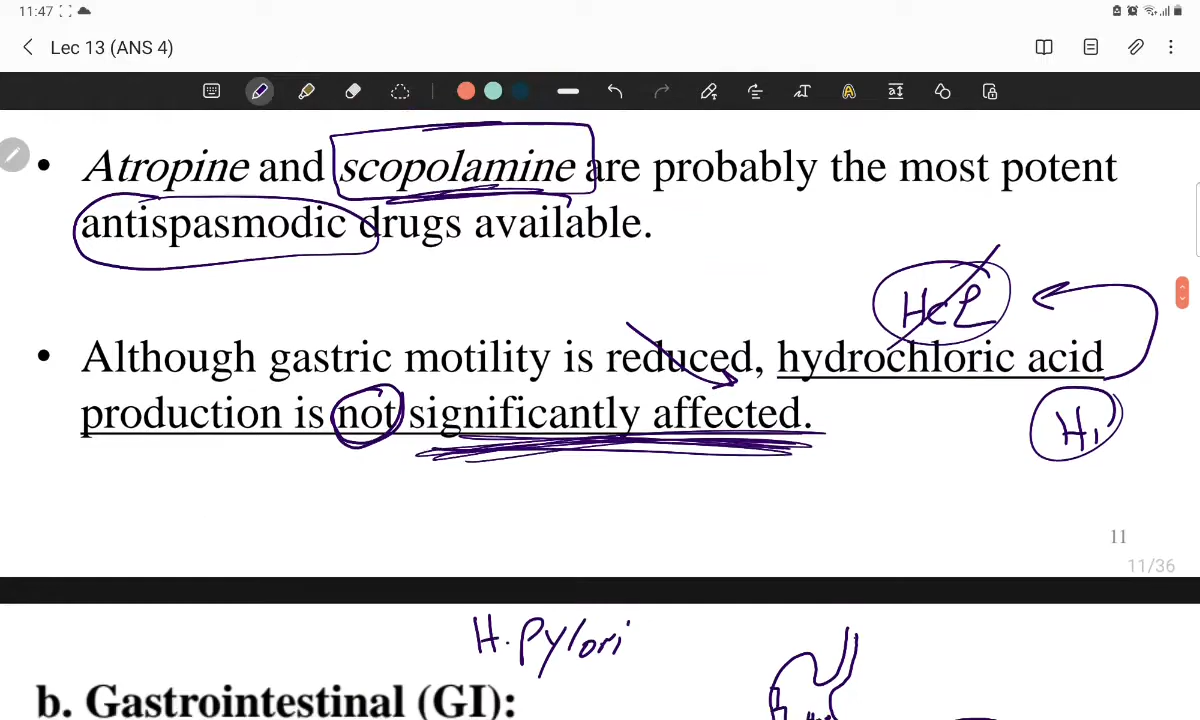 11:47
Lec 13 (ANS 4)
• Atropine and scopolamine are probably the most potent
antispasmodic drugs available.
HCl
• Although gastric motility is reduced, hydrochloric acid
production is not significantly affected.
H1
11
11/36
H. Pylori
b. Gastrointestinal (GI):